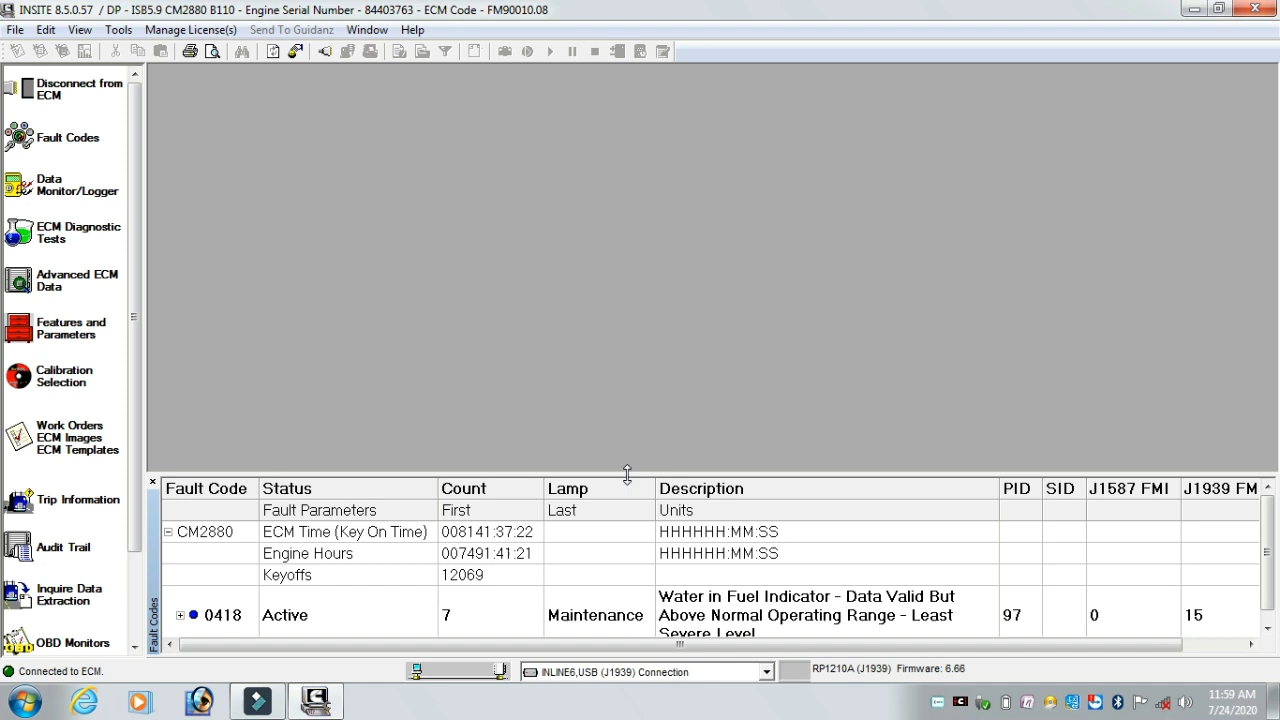 INSITE 8.5.0.57 / DP - ISB5.9 CM2880 B110 - Engine Serial Number - 84403763 - ECM Code - FM90010.08
File Edit View Tools Manage License(s) Send To Guidanz Window Help
Disconnect from
ECM
Fault Codes
Data
Monitor/Logger
ECM Diagnostic
Tests
Advanced ECM
Data
Features and
Parameters
Calibration
Selection
Work Orders
ECM Images
ECM Templates
Trip Information
Audit Trail
Inquire Data
Extraction
OBD Monitors
Fault Codes
Fault Code Status Count Lamp Description PID SID J1587 FMI J1939 FM
Fault Parameters First Last Units
CM2880 ECM Time (Key On Time) 008141:37:22 HHHHHH:MM:SS
Engine Hours 007491:41:21 HHHHHH:MM:SS
Keyoffs 12069
Water in Fuel Indicator - Data Valid But
0418 Active 7 Maintenance Above Normal Operating Range - Least 97 0 15
Severe Level
Connected to ECM. INLINE6,USB (J1939) Connection RP1210A (J1939) Firmware: 6.66
11:59 AM
7/24/2020